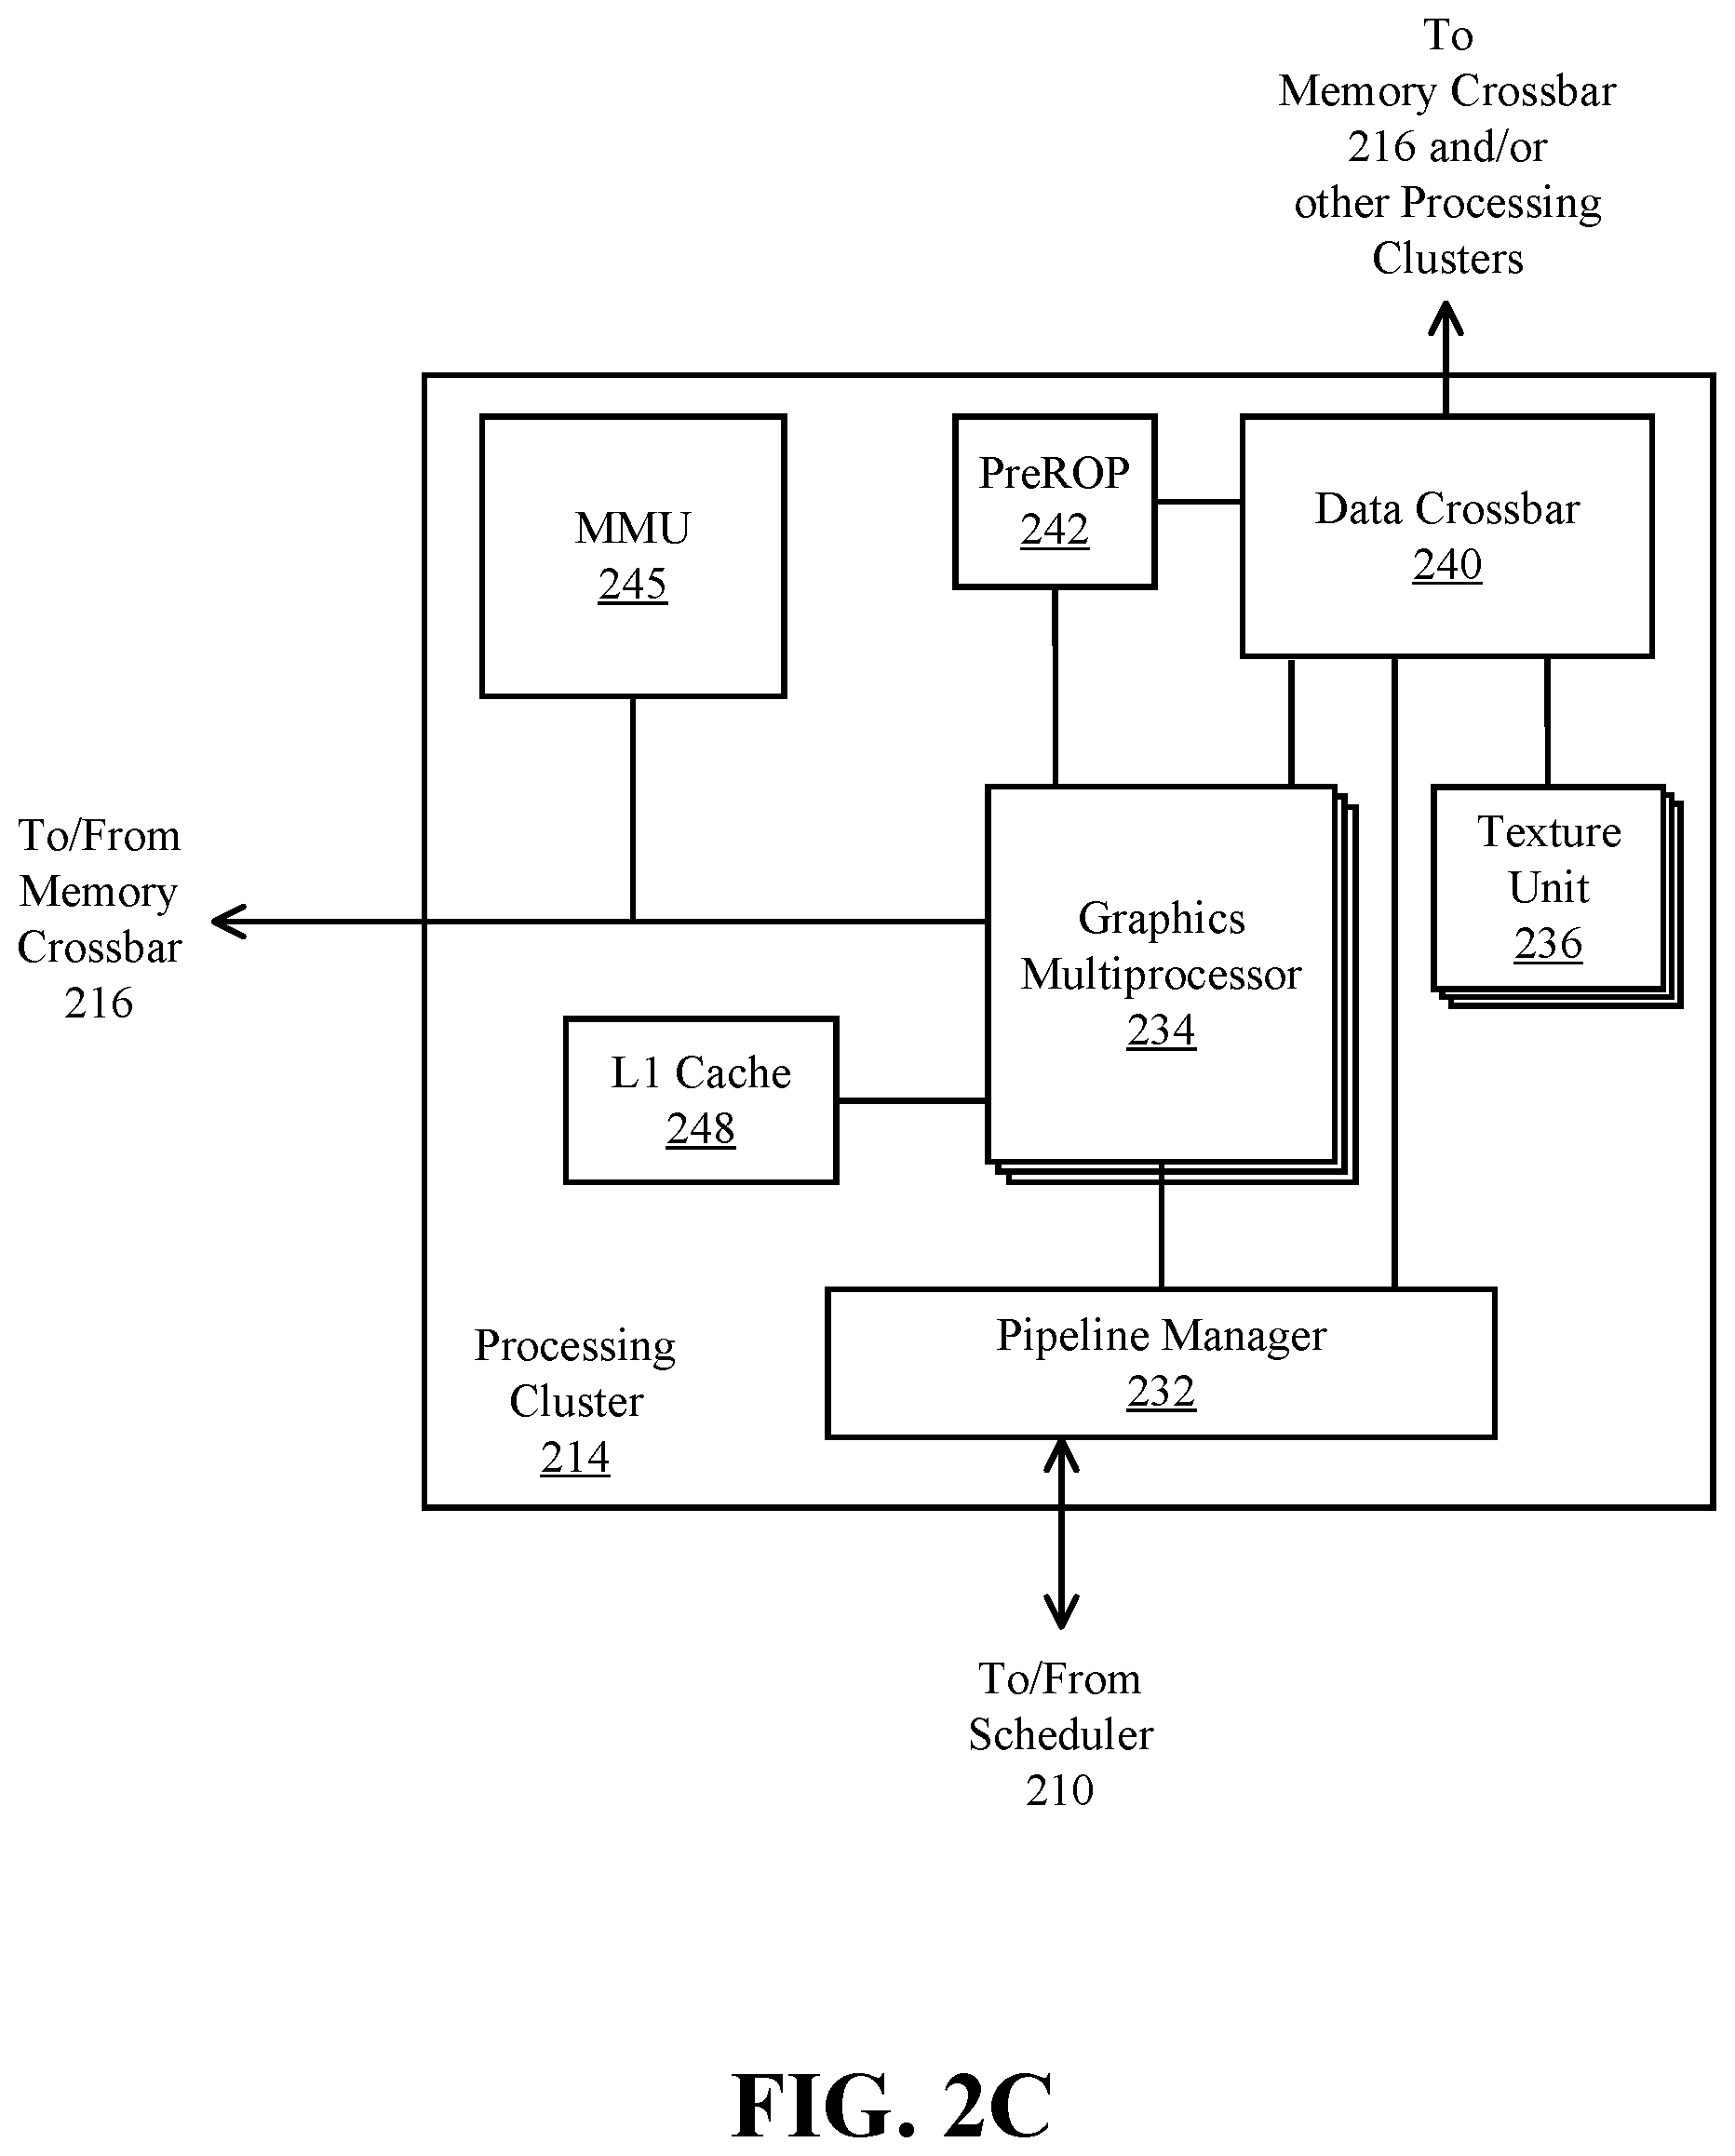 To
Memory Crossbar
216 and/or
other Processing
Clusters
MMU
245
PreROP
242
Data Crossbar
240
To/From
Memory
Crossbar
216
Graphics
Multiprocessor
234
Texture
Unit
236
L1 Cache
248
Processing
Cluster
214
Pipeline Manager
232
To/From
Scheduler
210
FIG. 2C